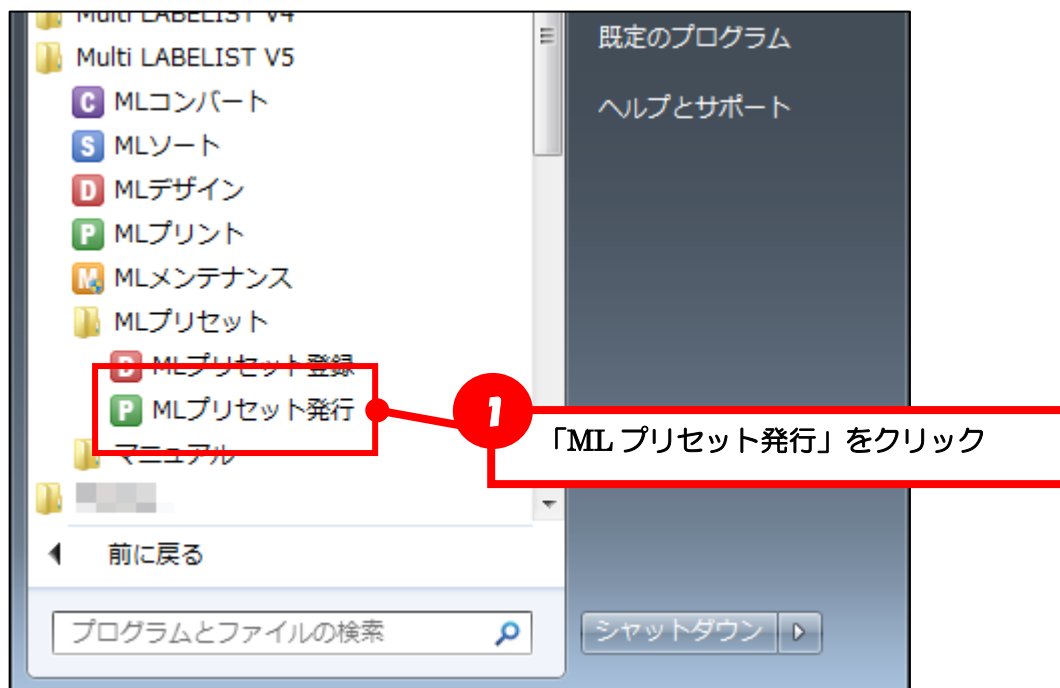 Multi LABELIST V4
Multi LABELIST V5
C MLコンバート
S MLソート
D MLデザイン
P MLプリント
M MLメンテナンス
MLプリセット
D MLプリセット登録
P MLプリセット発行
マニュアル
前に戻る
プログラムとファイルの検索
既定のプログラム
ヘルプとサポート
シャットダウン
1
「ML プリセット発行」をクリック